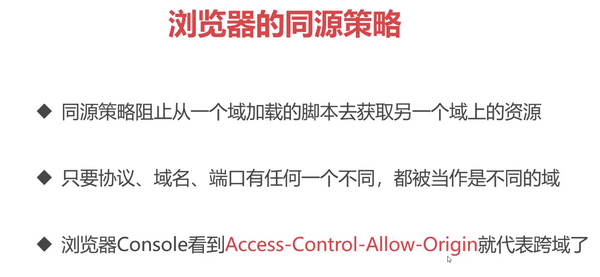 浏览器的同源策略
同源策略阻止从一个域加载的脚本去获取另一个域上的资源
只要协议、域名、端口有任何一个不同，都被当作是不同的域
浏览器Console看到Access-Control-Allow-Origin就代表跨域了